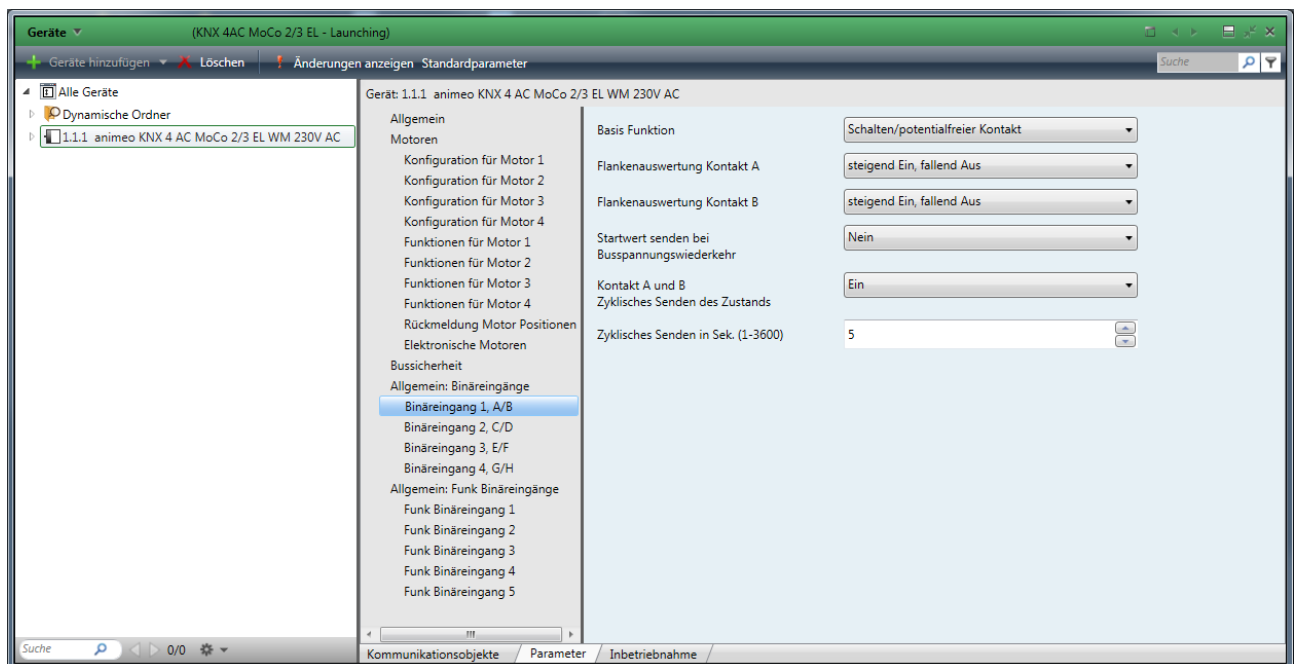 Geräte (KNX 4AC MoCo 2/3 EL - Launching)
Geräte hinzufügen Löschen Änderungen anzeigen Standardparameter Suche
Alle Geräte
Dynamische Ordner
1.1.1 animeo KNX 4 AC MoCo 2/3 EL WM 230V AC
Suche 0/0
Gerät: 1.1.1 animeo KNX 4 AC MoCo 2/3 EL WM 230V AC
Allgemein
Motoren
Konfiguration für Motor 1
Konfiguration für Motor 2
Konfiguration für Motor 3
Konfiguration für Motor 4
Funktionen für Motor 1
Funktionen für Motor 2
Funktionen für Motor 3
Funktionen für Motor 4
Rückmeldung Motor Positionen
Elektronische Motoren
Bussicherheit
Allgemein: Binäreingänge
Binäreingang 1, A/B
Binäreingang 2, C/D
Binäreingang 3, E/F
Binäreingang 4, G/H
Allgemein: Funk Binäreingänge
Funk Binäreingang 1
Funk Binäreingang 2
Funk Binäreingang 3
Funk Binäreingang 4
Funk Binäreingang 5
Basis Funktion Schalten/potentialfreier Kontakt
Flankenauswertung Kontakt A steigend Ein, fallend Aus
Flankenauswertung Kontakt B steigend Ein, fallend Aus
Startwert senden bei Nein
Busspannungswiederkehr
Kontakt A und B Ein
Zyklisches Senden des Zustands
Zyklisches Senden in Sek. (1-3600) 5
Kommunikationsobjekte Parameter Inbetriebnahme